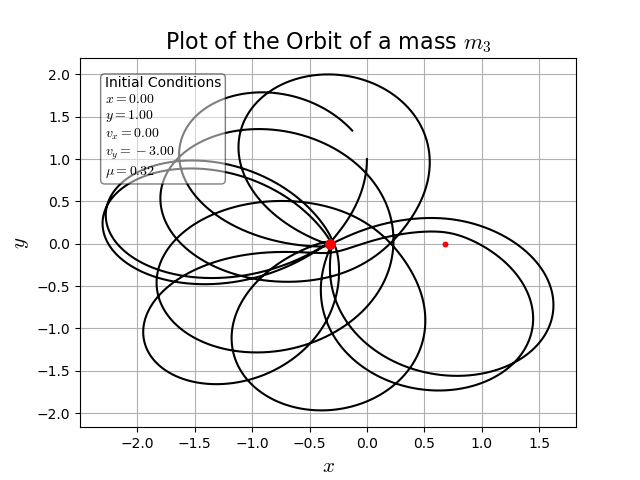 Plot of the Orbit of a mass m₃
Initial Conditions
x = 0.00
y = 1.00
vₓ = 0.00
v_y = −3.00
μ = 0.32
2.0
1.5
1.0
0.5
0.0
−0.5
−1.0
−1.5
−2.0
y
−2.0 −1.5 −1.0 −0.5 0.0 0.5 1.0 1.5
x